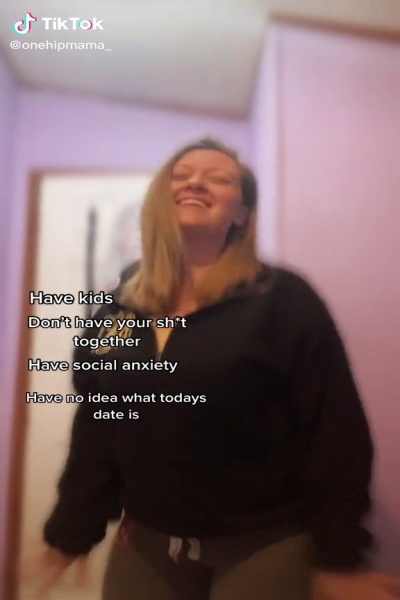 TikTok
@onehipmama_
Have kids
Don't have your sh*t
together
Have social anxiety
Have no idea what todays
date is